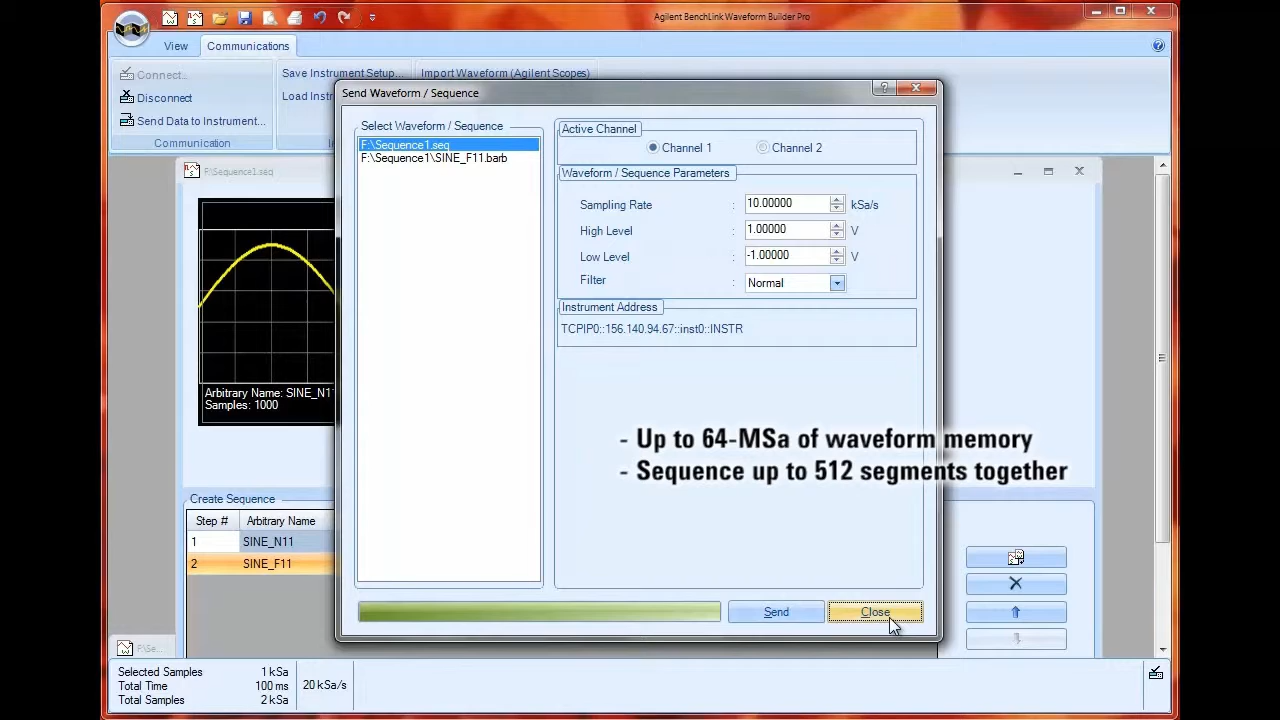 Agilent BenchLink Waveform Builder Pro
View
Communications
Connect...
Disconnect
Send Data to Instrument...
Communication
Save Instrument Setup...
Import Waveform (Agilent Scopes)
Load Instr
Send Waveform / Sequence
Select Waveform / Sequence
F:\Sequence1.seq
F:\Sequence1\SINE_F11.barb
Active Channel
Channel 1
Channel 2
Waveform / Sequence Parameters
Sampling Rate : 10.00000 kSa/s
High Level : 1.00000 V
Low Level : -1.00000 V
Filter : Normal
Instrument Address
TCPIP0::156.140.94.67::inst0::INSTR
F:\Sequence1.seq
Arbitrary Name: SINE_N1
Samples: 1000
- Up to 64-MSa of waveform memory
- Sequence up to 512 segments together
Create Sequence
Step # Arbitrary Name
1 SINE_N11
2 SINE_F11
Send
Close
F:\Se...
Selected Samples 1 kSa
Total Time 100 ms
Total Samples 2 kSa
20 kSa/s